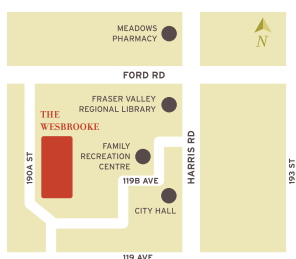 MEADOWS
PHARMACY
N
FORD RD
FRASER VALLEY
REGIONAL LIBRARY
THE
WESBROOKE
FAMILY
RECREATION
CENTRE
HARRIS RD
190A ST
193 ST
119B AVE
CITY HALL
119 AVE